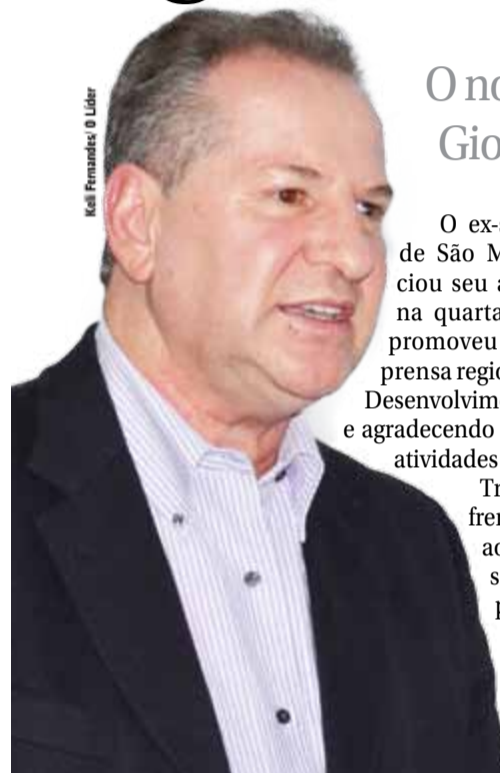 Keli Fernandes/ O Líder
O no
Gio
O ex-
de São M
ciou seu a
na quarta
promoveu
prensa regio
Desenvolvim
e agradecendo
atividades
Tr
fren
ao
s
p